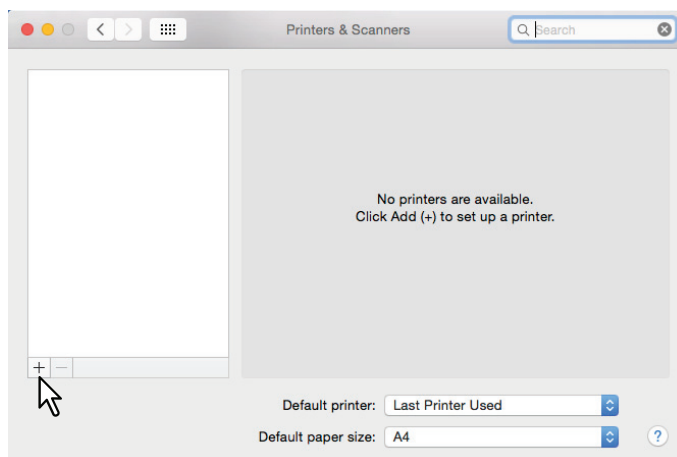 Printers & Scanners
Search
No printers are available.
Click Add (+) to set up a printer.
+ −
Default printer: Last Printer Used
Default paper size: A4 ?